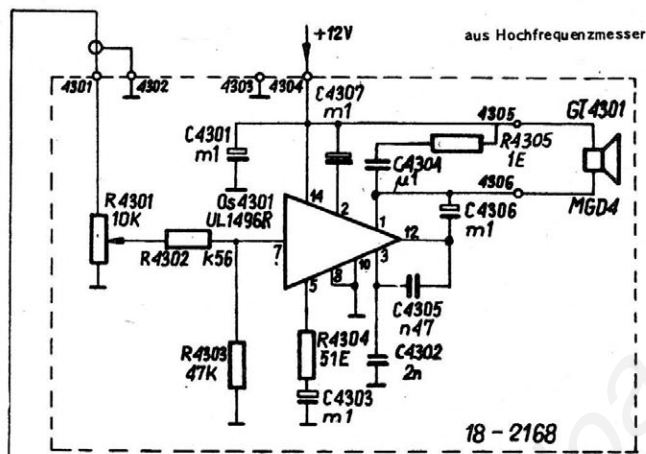 +12V
aus Hochfrequenzmesser
4301
4302
4303
4304
C4307
m1
4305
GI4301
C4301
m1
R4305
1E
C4304
μ1
4306
MGD4
R4301
10K
Os4301
UL1496R
14
2
1
12
C4306
m1
R4302
k56
7
5
8
10
3
C4305
n47
R4303
47K
R4304
51E
C4302
2n
C4303
m1
18-2168